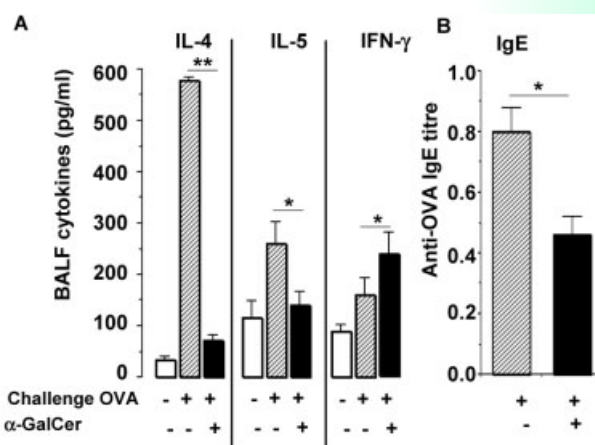 A
B
IL-4
IL-5
IFN-γ
IgE
**
*
*
*
BALF cytokines (pg/ml)
600
500
400
300
200
100
0
Anti-OVA IgE titre
1.0
0.8
0.6
0.4
0.2
0.0
Challenge OVA - + + - + + - + + + +
α-GalCer - - + - - + - - + - +